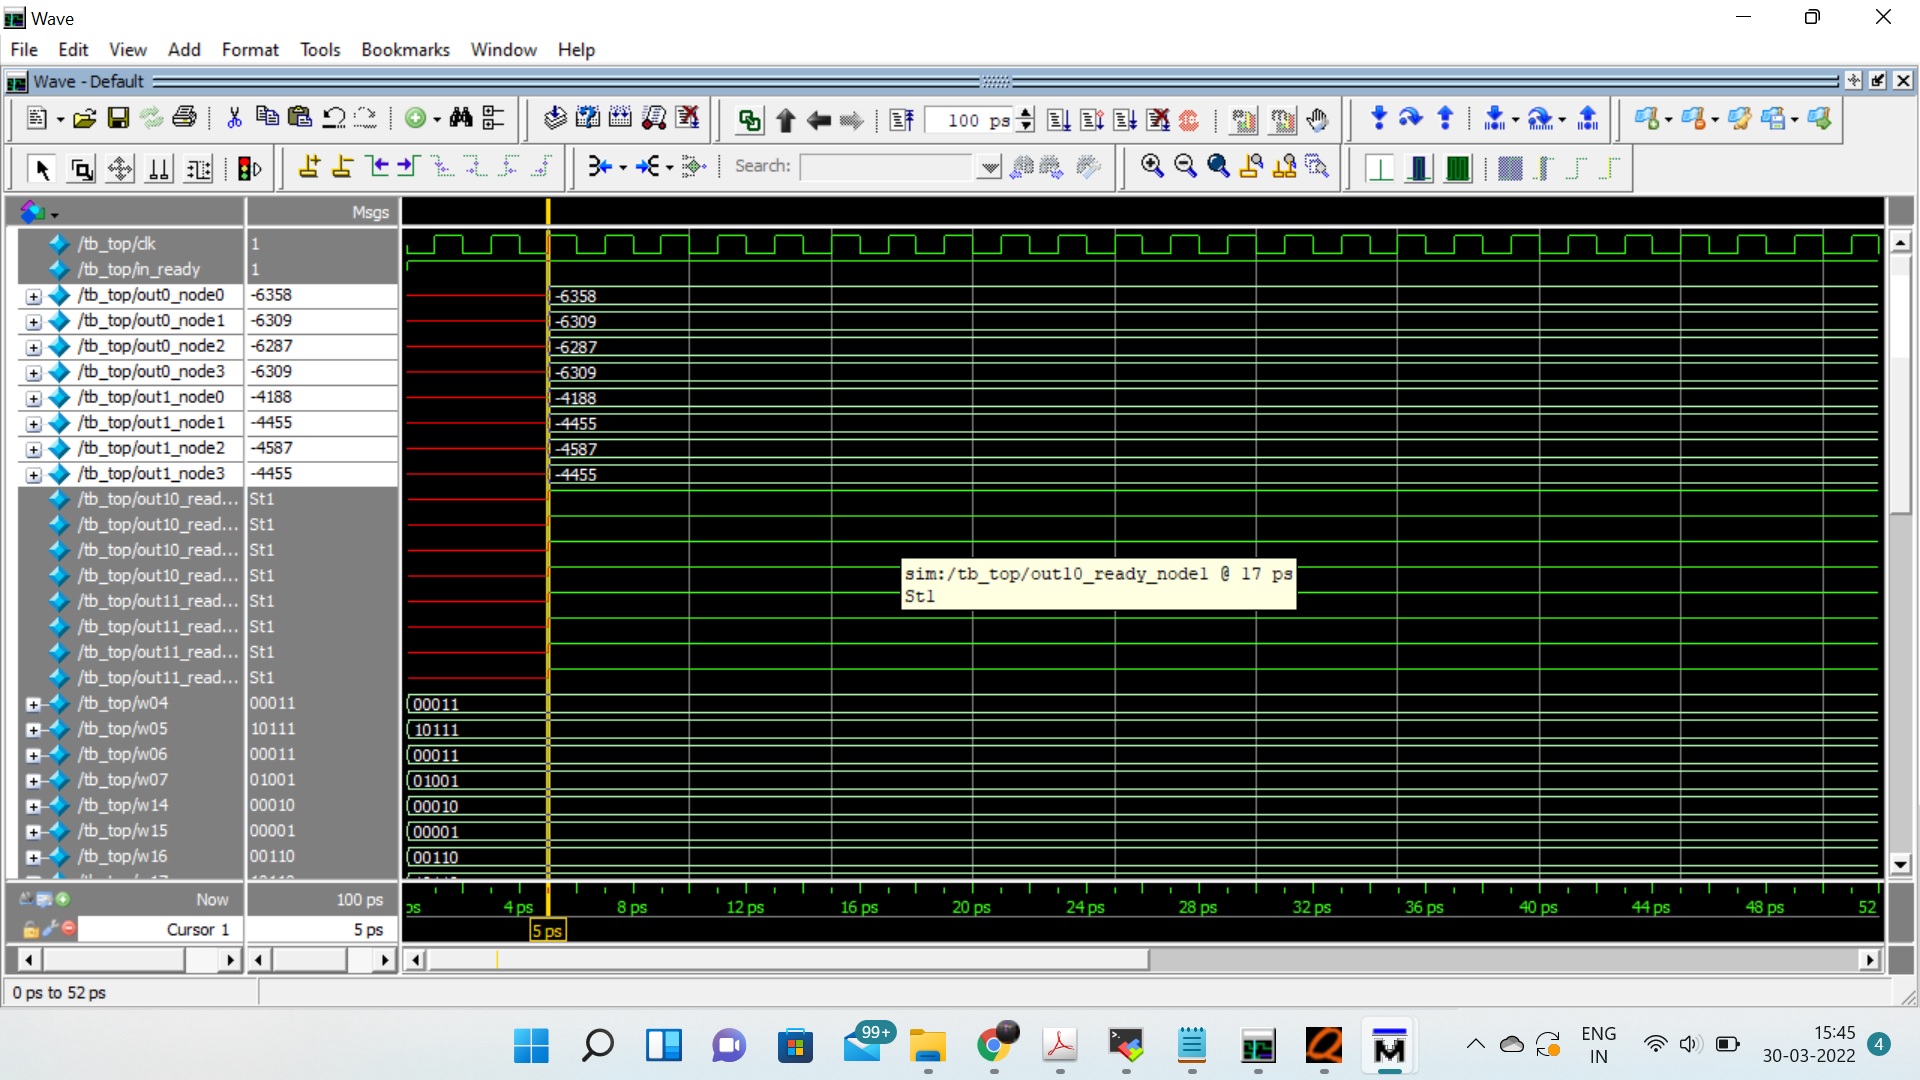 Wave
File Edit View Add Format Tools Bookmarks Window Help
Wave - Default
100 ps
Search:
Msgs
/tb_top/clk 1
/tb_top/in_ready 1
/tb_top/out0_node0 -6358 -6358
/tb_top/out0_node1 -6309 -6309
/tb_top/out0_node2 -6287 -6287
/tb_top/out0_node3 -6309 -6309
/tb_top/out1_node0 -4188 -4188
/tb_top/out1_node1 -4455 -4455
/tb_top/out1_node2 -4587 -4587
/tb_top/out1_node3 -4455 -4455
/tb_top/out10_read... St1
/tb_top/out10_read... St1
/tb_top/out10_read... St1
/tb_top/out10_read... St1
/tb_top/out11_read... St1
/tb_top/out11_read... St1
/tb_top/out11_read... St1
/tb_top/out11_read... St1
sim:/tb_top/out10_ready_node1 @ 17 ps
St1
/tb_top/w04 00011 00011
/tb_top/w05 10111 10111
/tb_top/w06 00011 00011
/tb_top/w07 01001 01001
/tb_top/w14 00010 00010
/tb_top/w15 00001 00001
/tb_top/w16 00110 00110
Now 100 ps
ps 4 ps 8 ps 12 ps 16 ps 20 ps 24 ps 28 ps 32 ps 36 ps 40 ps 44 ps 48 ps 52
Cursor 1 5 ps
5 ps
0 ps to 52 ps
99+
ENG
IN
15:45
30-03-2022
4